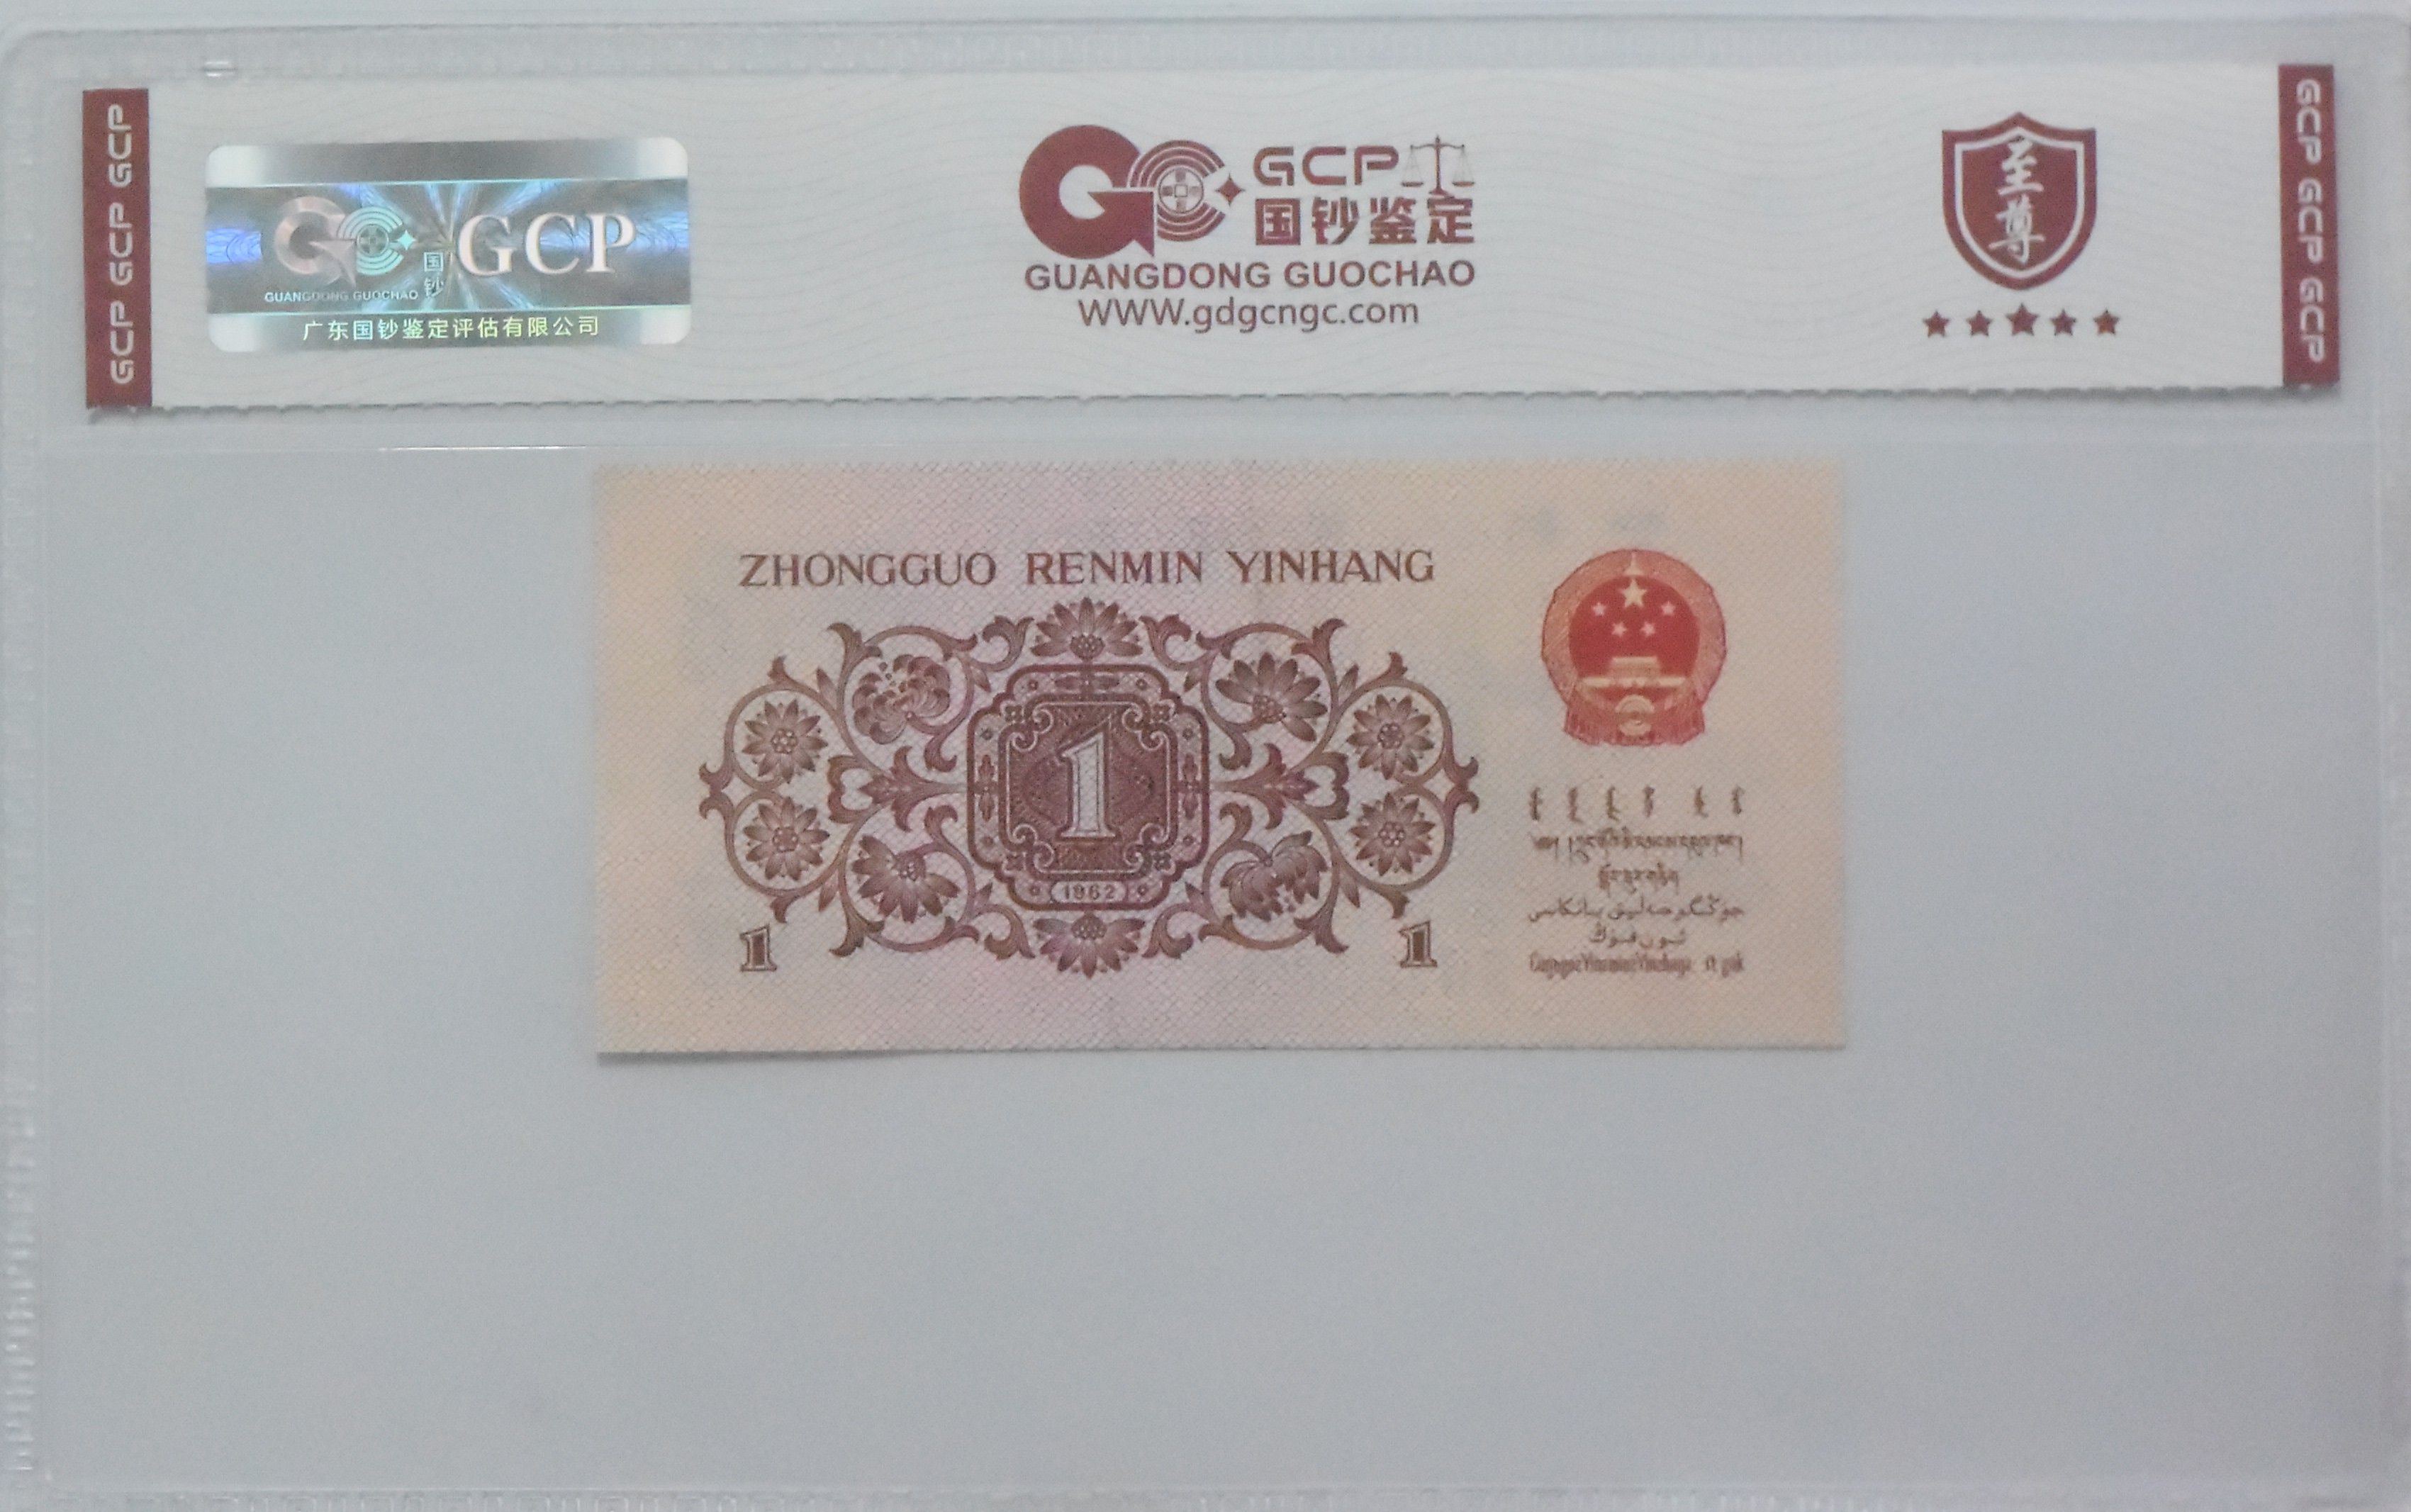 GCP GCP GCP
GCP
国钞
GUANGDONG GUOCHAO
广东国钞鉴定评估有限公司
GCP
国钞鉴定
GUANGDONG GUOCHAO
WWW.gdgcngc.com
至尊
GCP GCP GCP
ZHONGGUO RENMIN YINHANG
1
1962
1
1